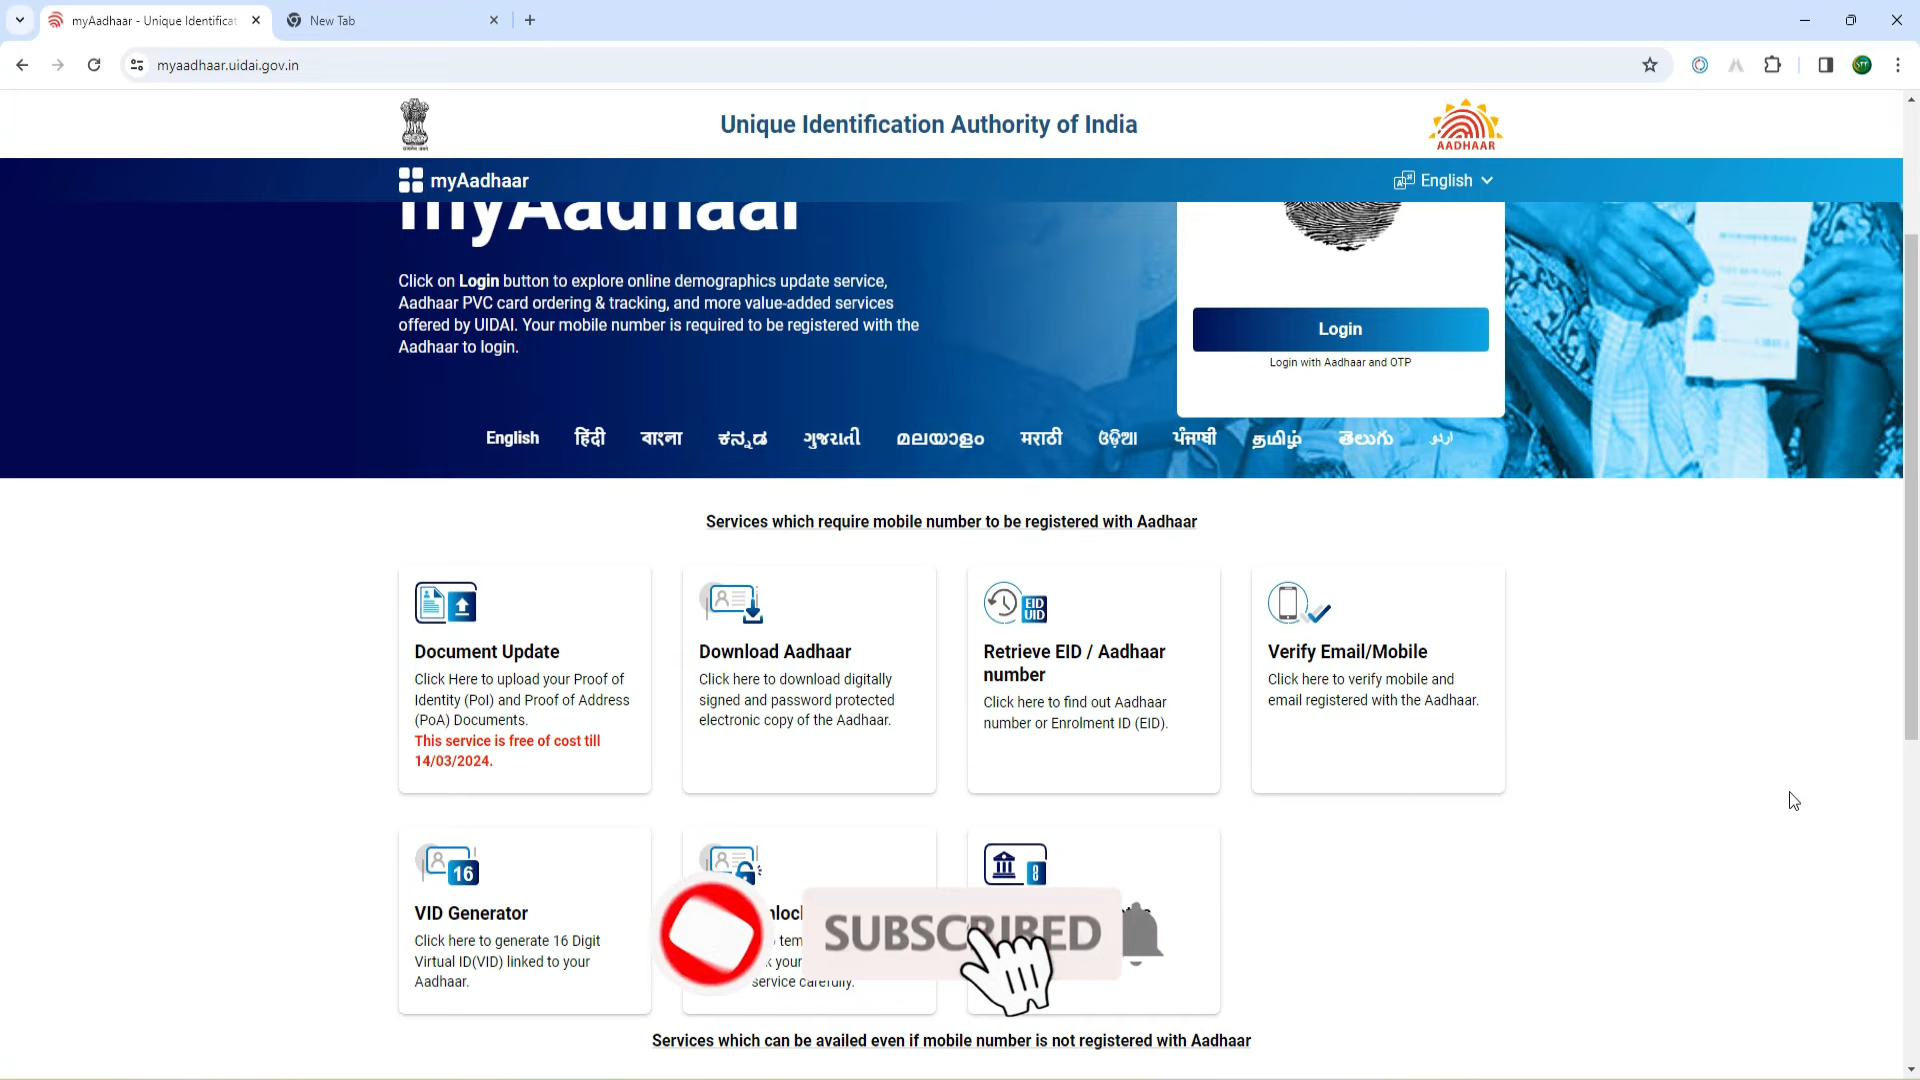 myAadhaar - Unique Identificat
New Tab
myaadhaar.uidai.gov.in
Unique Identification Authority of India
AADHAAR
myAadhaar
English
myAadhaar
Click on Login button to explore online demographics update service,
Aadhaar PVC card ordering & tracking, and more value-added services
offered by UIDAI. Your mobile number is required to be registered with the
Aadhaar to login.
Login
Login with Aadhaar and OTP
English हिंदी বাংলা ಕನ್ನಡ ગુજરાતી മലയാളം मराठी ଓଡ଼ିଆ ਪੰਜਾਬੀ தமிழ் తెలుగు اردو
Services which require mobile number to be registered with Aadhaar
Document Update
Click Here to upload your Proof of
Identity (PoI) and Proof of Address
(PoA) Documents.
This service is free of cost till
14/03/2024.
Download Aadhaar
Click here to download digitally
signed and password protected
electronic copy of the Aadhaar.
EID
UID
Retrieve EID / Aadhaar
number
Click here to find out Aadhaar
number or Enrolment ID (EID).
Verify Email/Mobile
Click here to verify mobile and
email registered with the Aadhaar.
16
VID Generator
Click here to generate 16 Digit
Virtual ID(VID) linked to your
Aadhaar.
service carefully.
SUBSCRIBED
Services which can be availed even if mobile number is not registered with Aadhaar